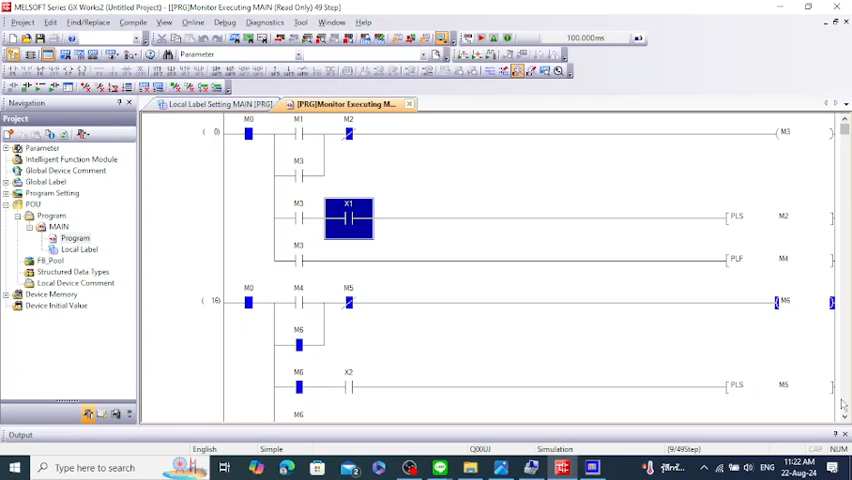 MELSOFT Series GX Works2 (Untitled Project) - [[PRG]Monitor Executing MAIN (Read Only) 49 Step]
Project Edit Find/Replace Compile View Online Debug Diagnostics Tool Window Help
100.000ms
Parameter
Navigation
Local Label Setting MAIN [PRG] [PRG]Monitor Executing M...
Project
Parameter
Intelligent Function Module
Global Device Comment
Global Label
Program Setting
POU
Program
MAIN
Program
Local Label
FB_Pool
Structured Data Types
Local Device Comment
Device Memory
Device Initial Value
M0 M1 M2
( 0) M3
M3
M3 X1
PLS M2
M3
PLF M4
M0 M4 M5
( 16) M6
M6
M6 X2
PLS M5
M6
Output
English Simple Q00UJ Simulation (9/49Step) CAP NUM
Type here to search
ENG
11:22 AM
22-Aug-24